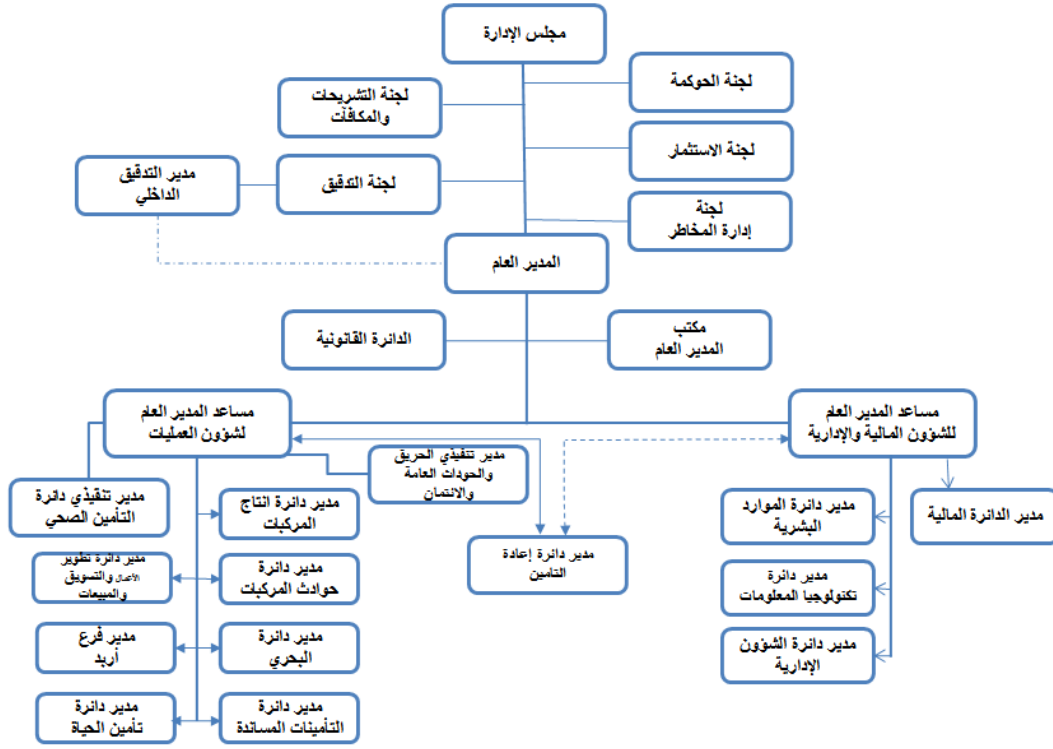 مجلس الإدارة
لجنة الحوكمة
لجنة التشريحات
والمكافآت
لجنة الاستثمار
لجنة التدقيق
مدير التدقيق
الداخلي
لجنة
إدارة المخاطر
المدير العام
مكتب
المدير العام
الدائرة القانونية
مساعد المدير العام
للشؤون المالية والإدارية
مساعد المدير العام
لشؤون العمليات
مدير تنفيذي الحريق
والحودات العامة
والائتمان
مدير الدائرة المالية
مدير دائرة الموارد
البشرية
مدير دائرة انتاج
المركبات
مدير تنفيذي دائرة
التأمين الصحي
مدير دائرة إعادة
التامين
مدير دائرة
تكنولوجيا المعلومات
مدير دائرة
حوادث المركبات
مدير دائرة تطوير
الأعمال والتسويق
والمبيعات
مدير دائرة الشؤون
الإدارية
مدير دائرة
البحري
مدير فرع
أربد
مدير دائرة
التأمينات المساندة
مدير دائرة
تأمين الحياة